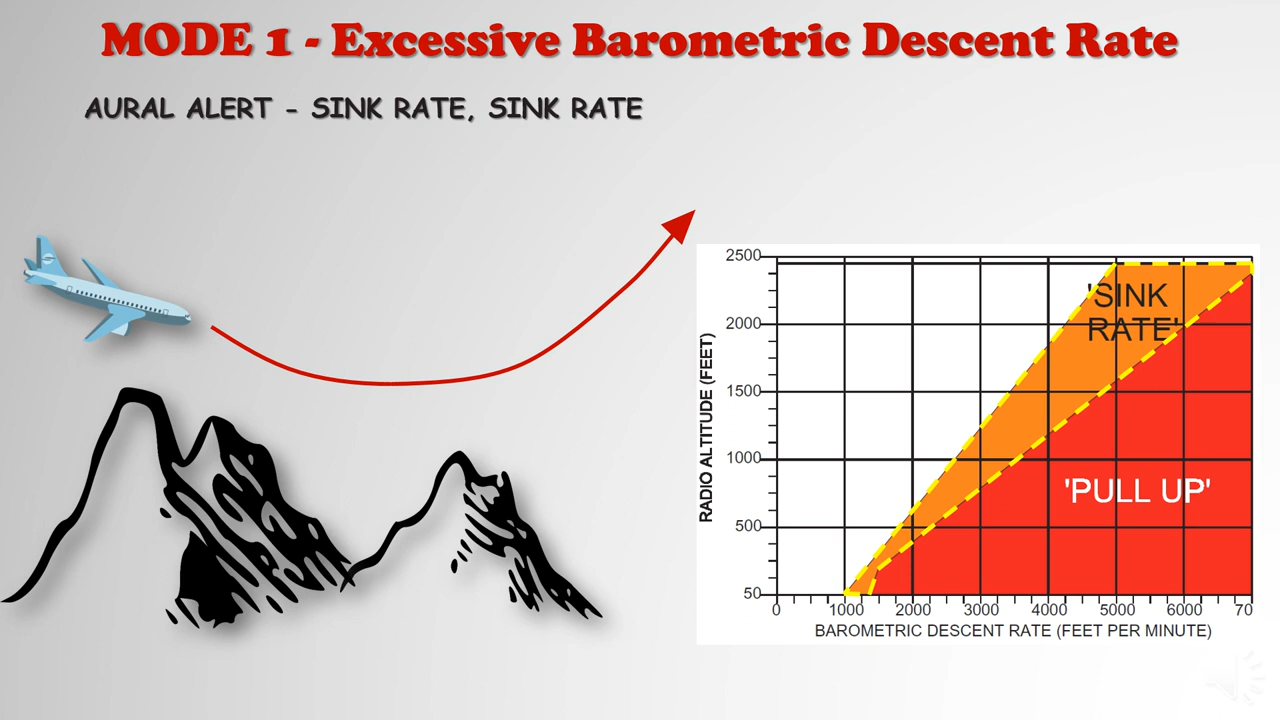 MODE 1 - Excessive Barometric Descent Rate
AURAL ALERT - SINK RATE, SINK RATE
RADIO ALTITUDE (FEET)
2500
2000
1500
1000
500
50
'SINK
RATE'
'PULL UP'
0 1000 2000 3000 4000 5000 6000 70
BAROMETRIC DESCENT RATE (FEET PER MINUTE)